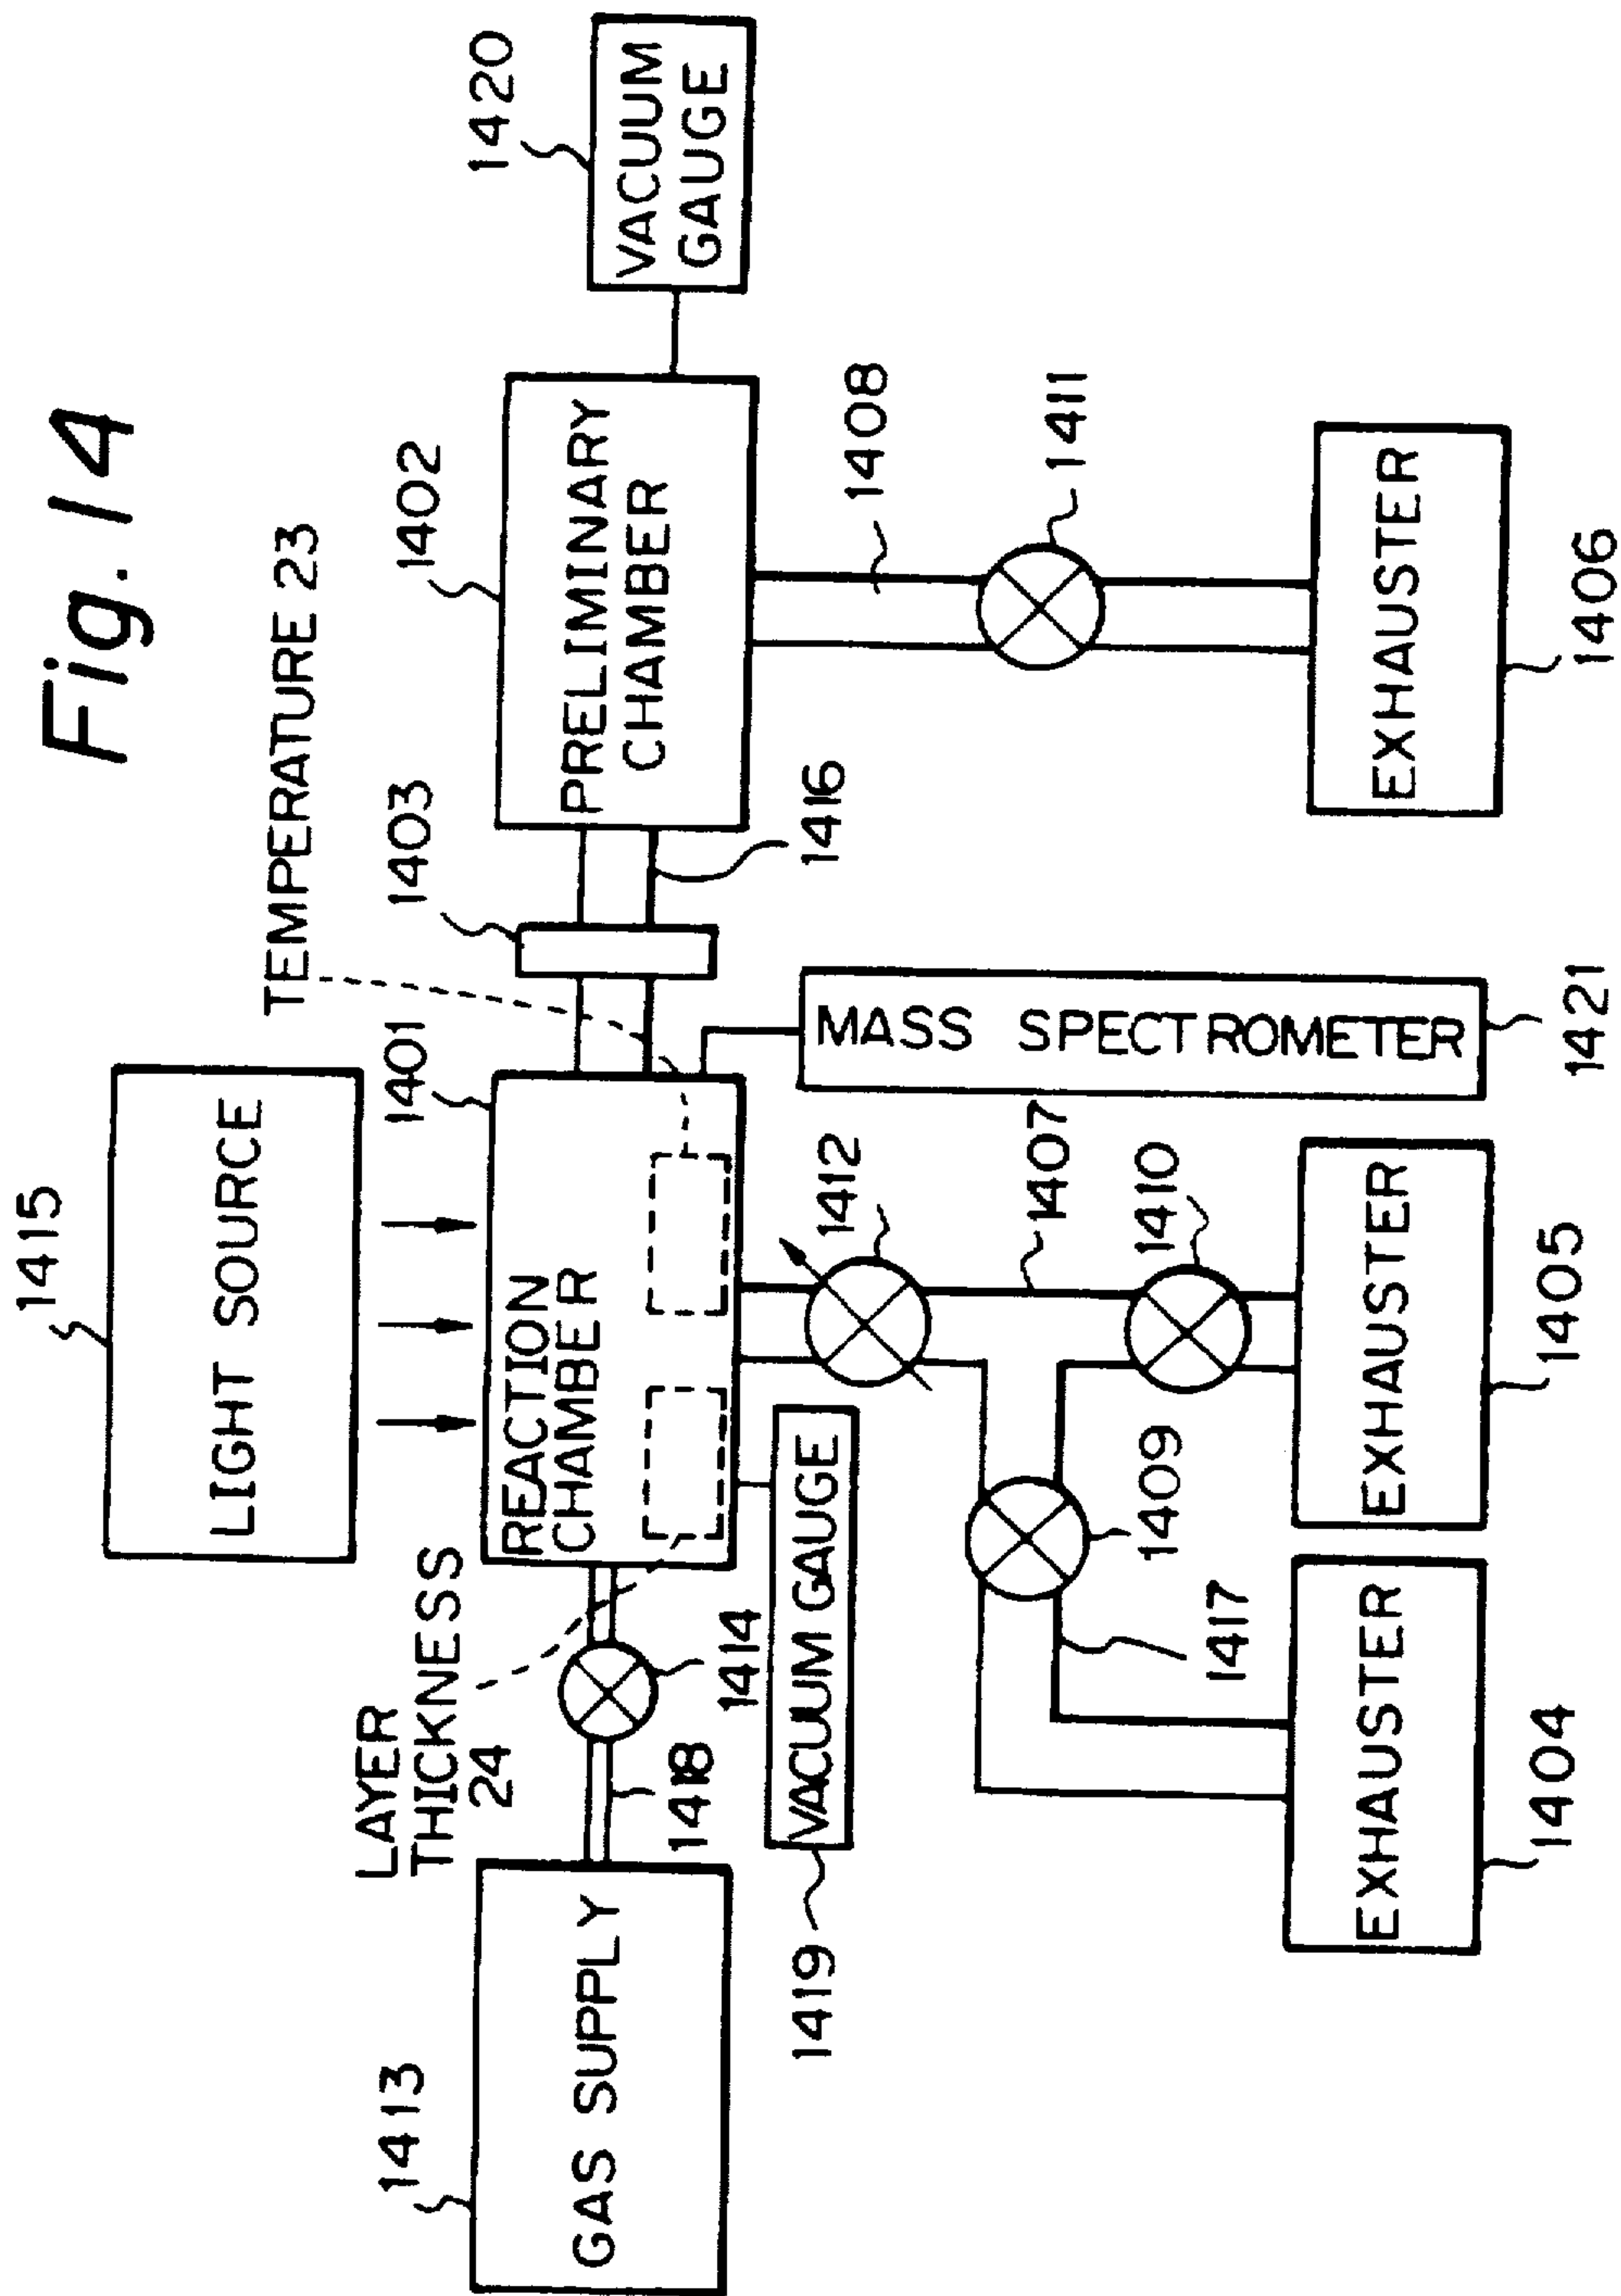 Fig. 14
1415
LIGHT SOURCE
TEMPERATURE 23
1401
1403
1402
1420
REACTION
CHAMBER
PRELIMINARY
CHAMBER
VACUUM
GAUGE
1413
GAS SUPPLY
LAYER
THICKNESS
24
1418
1414
1416
1408
1411
1419
VACUUM GAUGE
1412
MASS SPECTROMETER
1421
1407
1409
1410
1417
EXHAUSTER
1404
EXHAUSTER
1405
EXHAUSTER
1406